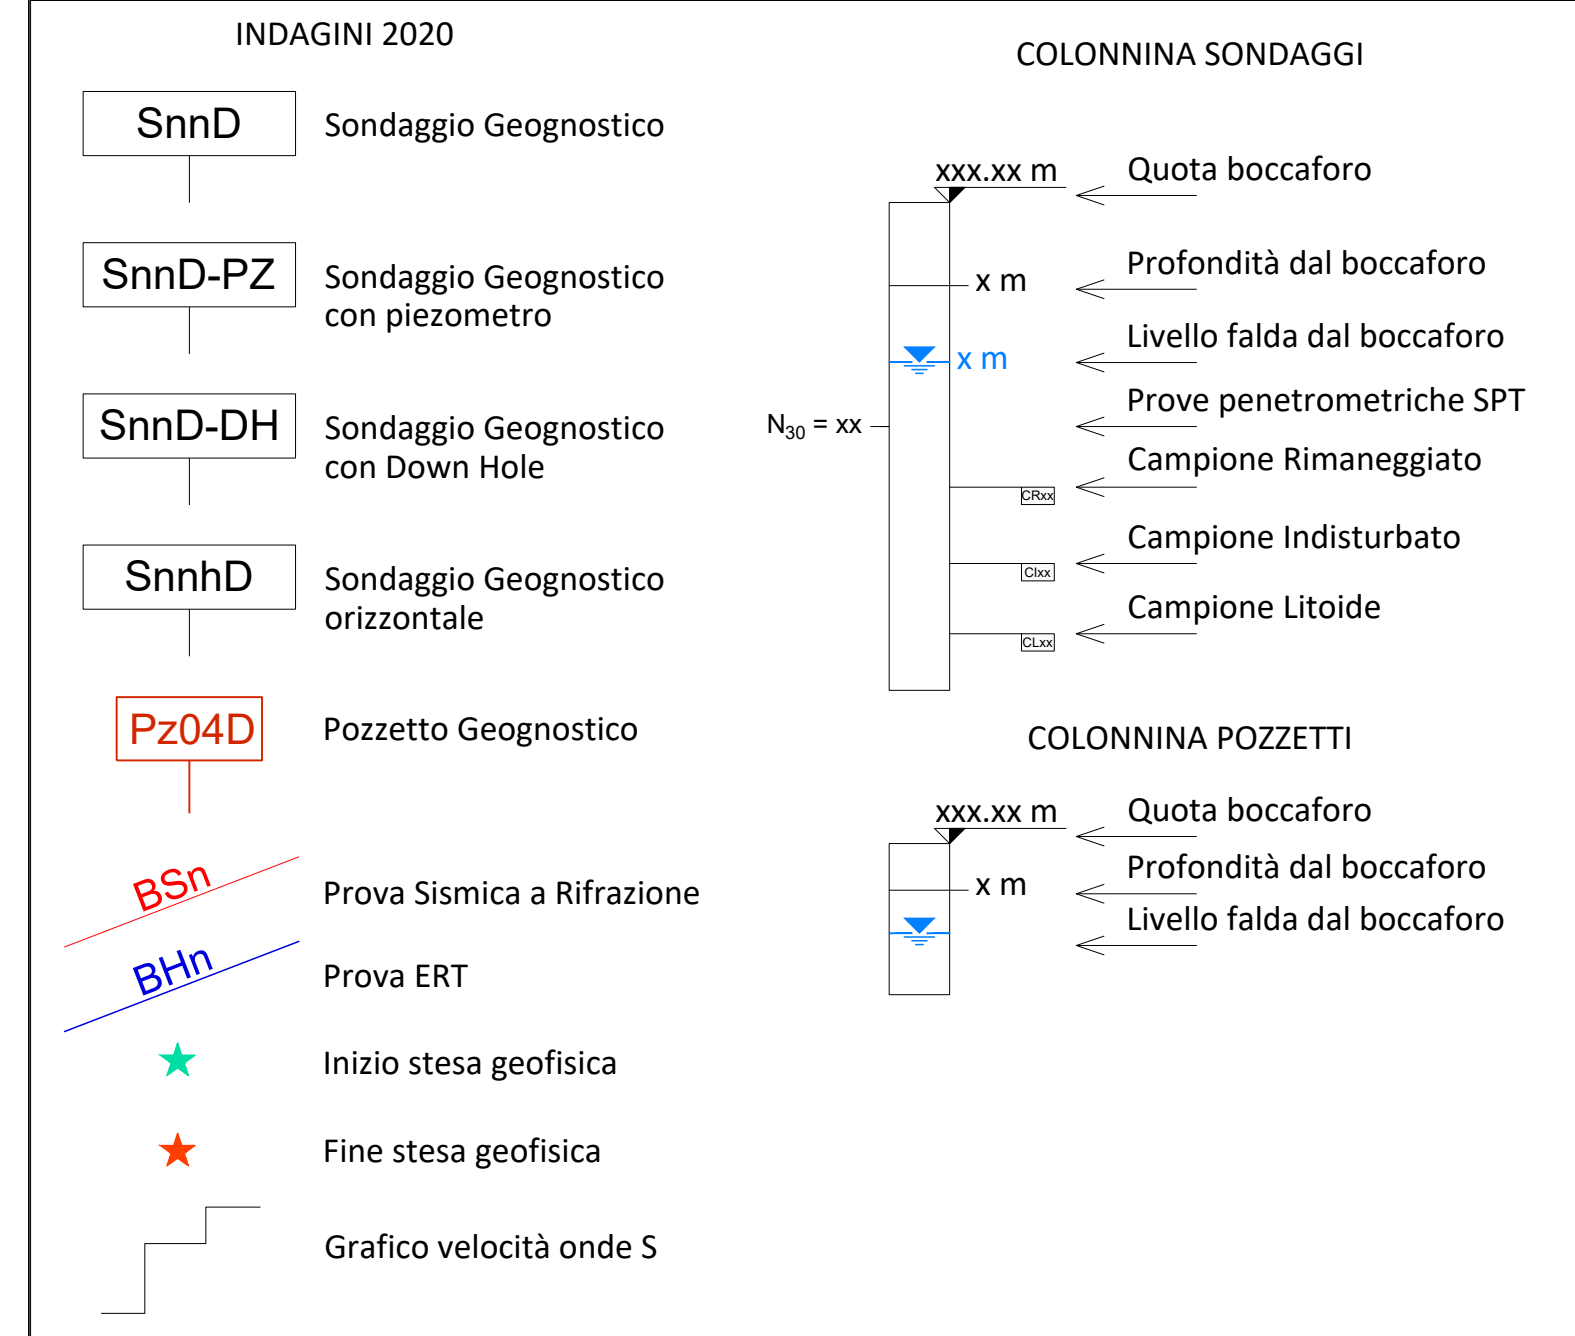 INDAGINI 2020
SnnD
Sondaggio Geognostico
SnnD-PZ
Sondaggio Geognostico
con piezometro
SnnD-DH
Sondaggio Geognostico
con Down Hole
SnnhD
Sondaggio Geognostico
orizzontale
Pz04D
Pozzetto Geognostico
BSn
Prova Sismica a Rifrazione
BHn
Prova ERT
Inizio stesa geofisica
Fine stesa geofisica
Grafico velocità onde S
COLONNINA SONDAGGI
xxx.xx m
Quota boccaforo
x m
Profondità dal boccaforo
x m
Livello falda dal boccaforo
N30 = xx
Prove penetrometriche SPT
CRxx
Campione Rimaneggiato
CIxx
Campione Indisturbato
CLxx
Campione Litoide
COLONNINA POZZETTI
xxx.xx m
Quota boccaforo
x m
Profondità dal boccaforo
Livello falda dal boccaforo